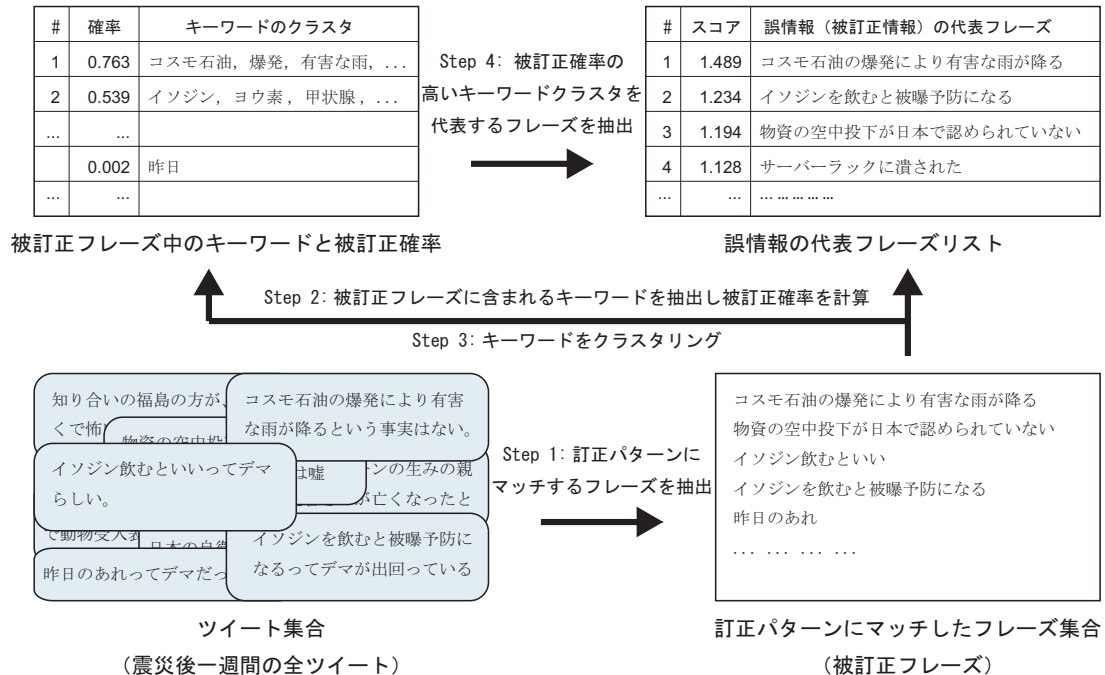 # 確率 キーワードのクラスタ
1 0.763 コスモ石油，爆発，有害な雨，...
2 0.539 イソジン，ヨウ素，甲状腺，...
... ...
0.002 昨日
... ...
被訂正フレーズ中のキーワードと被訂正確率
Step 4: 被訂正確率の
高いキーワードクラスタを
代表するフレーズを抽出
# スコア 誤情報（被訂正情報）の代表フレーズ
1 1.489 コスモ石油の爆発により有害な雨が降る
2 1.234 イソジンを飲むと被曝予防になる
3 1.194 物資の空中投下が日本で認められていない
4 1.128 サーバーラックに潰された
... ... ... ... ... ... ...
誤情報の代表フレーズリスト
Step 2: 被訂正フレーズに含まれるキーワードを抽出し被訂正確率を計算
Step 3: キーワードをクラスタリング
知り合いの福島の方が、
くで怖
物資の空中投
コスモ石油の爆発により有害
な雨が降るという事実はない。
イソジン飲むといいってデマ
らしい。
は嘘
ーンの生みの親
が亡くなったと
で動物受入
日本の自衛
イソジンを飲むと被曝予防に
なるってデマが出回っている
昨日のあれってデマだっ
ツイート集合
（震災後一週間の全ツイート）
Step 1: 訂正パターンに
マッチするフレーズを抽出
コスモ石油の爆発により有害な雨が降る
物資の空中投下が日本で認められていない
イソジン飲むといい
イソジンを飲むと被曝予防になる
昨日のあれ
... ... ... ...
訂正パターンにマッチしたフレーズ集合
（被訂正フレーズ）